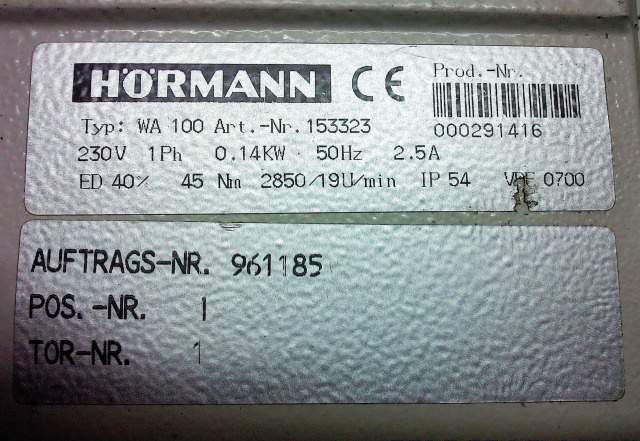 HÖRMANN CE Prod.-Nr.
Typ: WA 100 Art.-Nr. 153323 000291416
230V 1Ph 0.14KW 50Hz 2.5A
ED 40% 45 Nm 2850/19U/min IP 54 0700
AUFTRAGS-NR. 961185
POS.-NR. 1
TOR-NR. 1